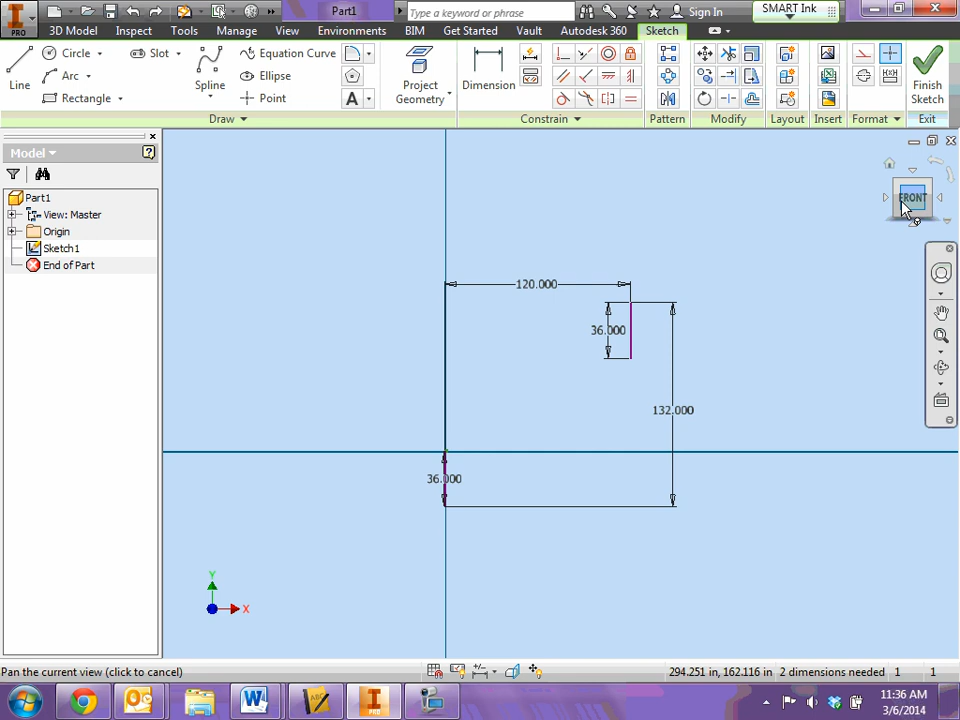 Part1
Type a keyword or phrase
Sign In
SMART Ink
PRO
3D Model
Inspect
Tools
Manage
View
Environments
BIM
Get Started
Vault
Autodesk 360
Sketch
Line
Circle
Arc
Rectangle
Slot
Spline
Equation Curve
Ellipse
Point
A
Project
Geometry
Dimension
Finish
Sketch
Draw
Constrain
Pattern
Modify
Layout
Insert
Format
Exit
Model
Part1
View: Master
Origin
Sketch1
End of Part
FRONT
120.000
36.000
132.000
36.000
Y
X
Pan the current view (click to cancel)
294.251 in, 162.116 in
2 dimensions needed
1
1
PRO
11:36 AM
3/6/2014